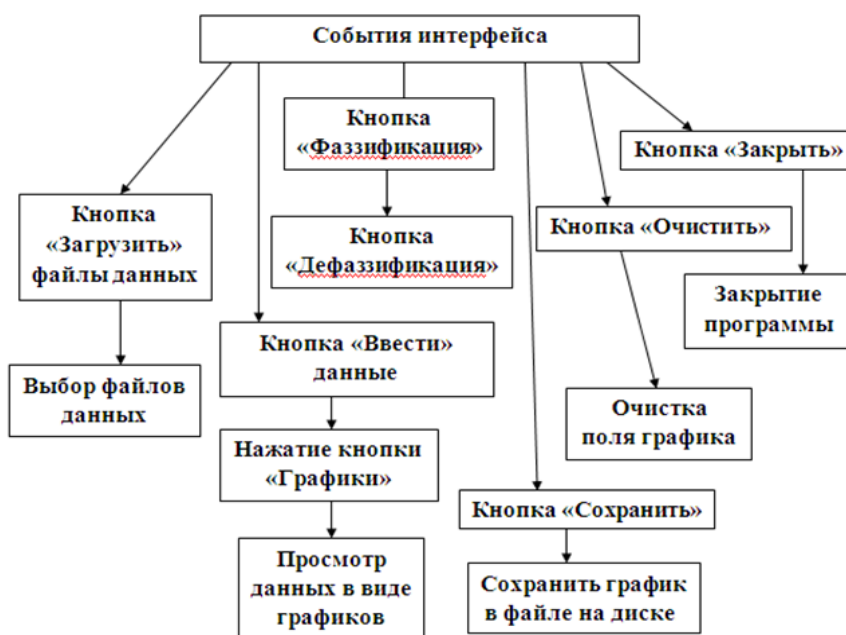 События интерфейса
Кнопка
«Фаззификация»
Кнопка «Закрыть»
Кнопка
«Загрузить»
файлы данных
Кнопка «Очистить»
Кнопка
«Дефаззификация»
Закрытие
программы
Кнопка «Ввести»
данные
Выбор файлов
данных
Очистка
поля графика
Нажатие кнопки
«Графики»
Кнопка «Сохранить»
Просмотр
данных в виде
графиков
Сохранить график
в файле на диске